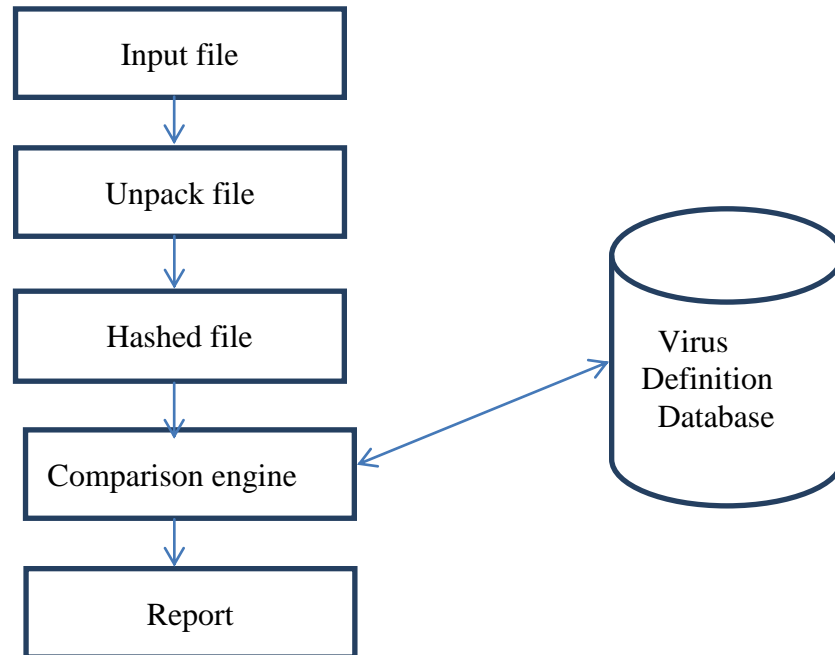 Input file
Unpack file
Hashed file
Comparison engine
Report
Virus
Definition
Database